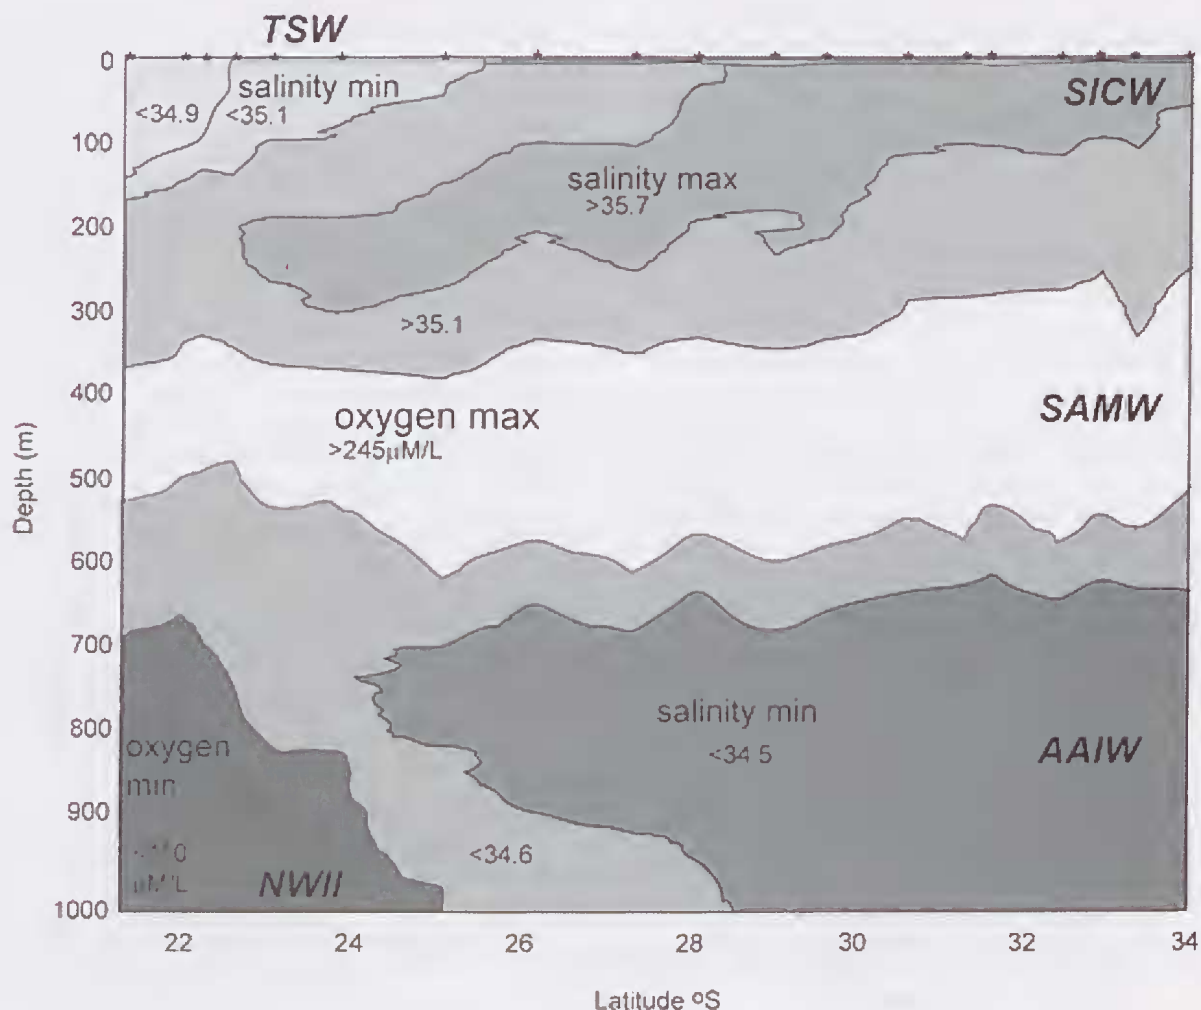 TSW
0
salinity min
<34.9
<35.1
SICW
100
salinity max
>35.7
200
300
>35.1
400
oxygen max
>245µM/L
SAMW
Depth (m)
500
600
700
salinity min
<34 5
AAIW
800
oxygen
min
900
<34.6
µM/L
NWII
1000
22 24 26 28 30 32 34
Latitude ºS